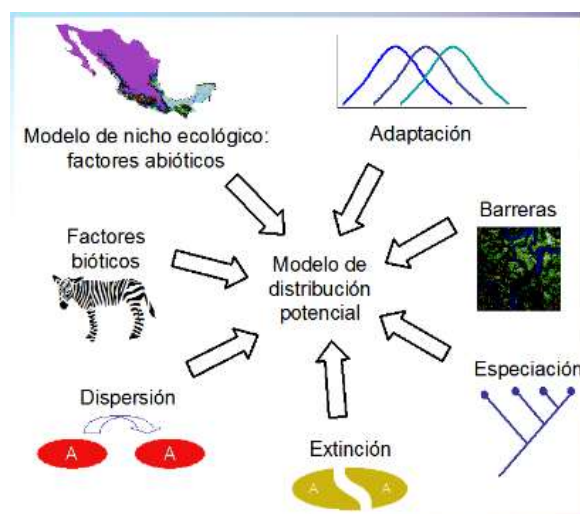 Modelo de nicho ecológico:
factores abióticos
Adaptación
Barreras
Factores
bióticos
Modelo de
distribución
potencial
Especiación
Dispersión
A
A
Extinción
A
A